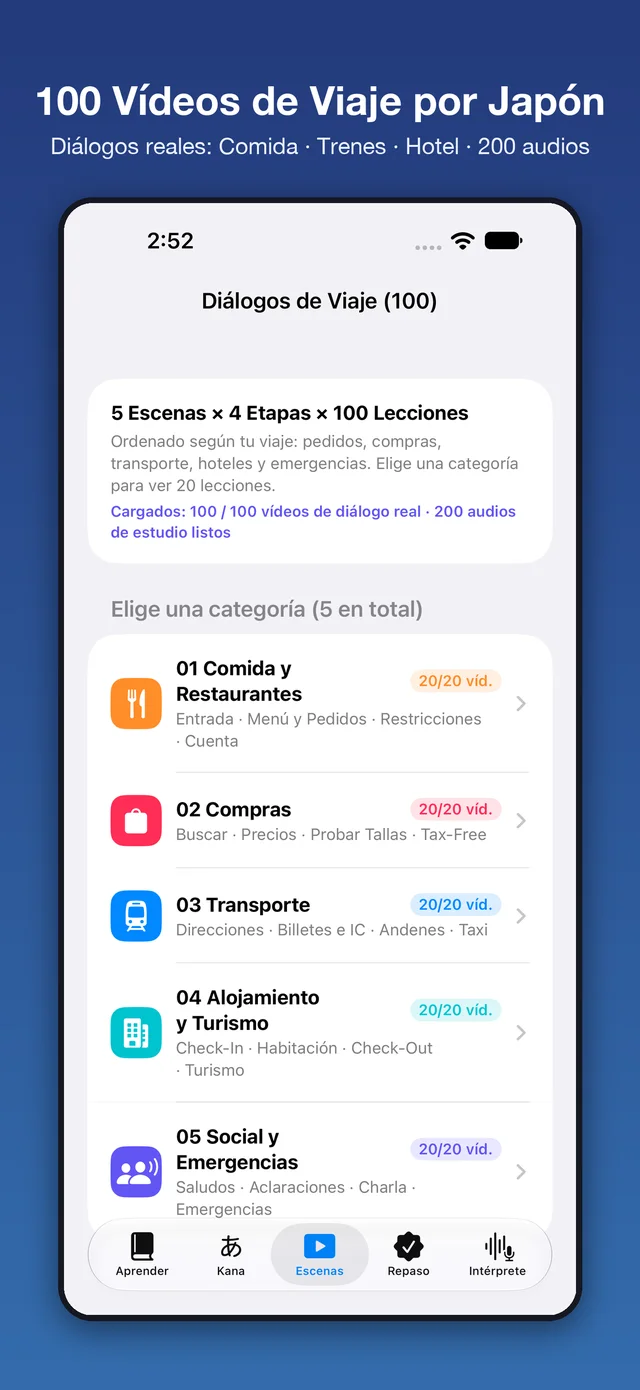 100 Vídeos de Viaje por Japón
Diálogos reales: Comida · Trenes · Hotel · 200 audios
2:52
Diálogos de Viaje (100)
5 Escenas × 4 Etapas × 100 Lecciones
Ordenado según tu viaje: pedidos, compras,
transporte, hoteles y emergencias. Elige una categoría
para ver 20 lecciones.
Cargados: 100 / 100 vídeos de diálogo real · 200 audios
de estudio listos
Elige una categoría (5 en total)
01 Comida y
Restaurantes
20/20 víd.
Entrada · Menú y Pedidos · Restricciones
· Cuenta
02 Compras
20/20 víd.
Buscar · Precios · Probar Tallas · Tax-Free
03 Transporte
20/20 víd.
Direcciones · Billetes e IC · Andenes · Taxi
04 Alojamiento
y Turismo
20/20 víd.
Check-In · Habitación · Check-Out
· Turismo
05 Social y
Emergencias
20/20 víd.
Saludos · Aclaraciones · Charla ·
Emergencias
あ
Aprender
Kana
Escenas
Repaso
Intérprete